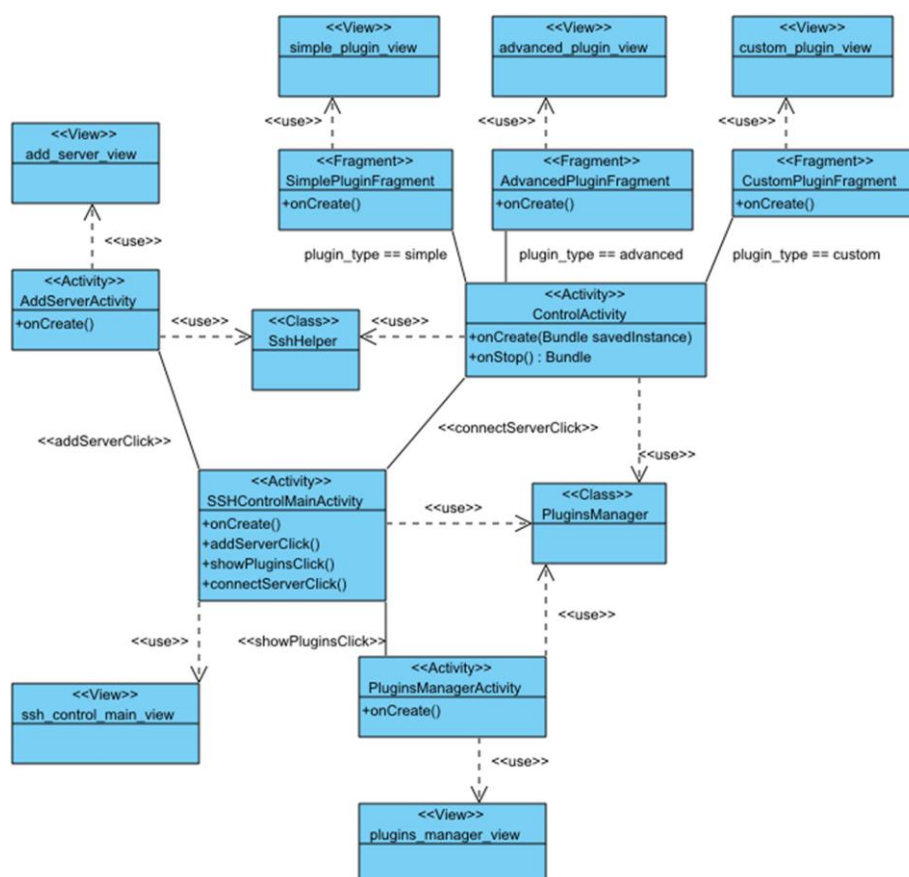 <<View>>
simple_plugin_view
<<View>>
advanced_plugin_view
<<View>>
custom_plugin_view
<<use>>
<<use>>
<<use>>
<<View>>
add_server_view
<<Fragment>>
SimplePluginFragment
+onCreate()
<<Fragment>>
AdvancedPluginFragment
+onCreate()
<<Fragment>>
CustomPluginFragment
+onCreate()
<<use>>
plugin_type == simple
plugin_type == advanced
plugin_type == custom
<<Activity>>
AddServerActivity
+onCreate()
<<use>>
<<Class>>
SshHelper
<<use>>
<<Activity>>
ControlActivity
+onCreate(Bundle savedInstance)
+onStop() : Bundle
<<addServerClick>>
<<connectServerClick>>
<<use>>
<<Activity>>
SSHControlMainActivity
+onCreate()
+addServerClick()
+showPluginsClick()
+connectServerClick()
<<use>>
<<Class>>
PluginsManager
<<use>>
<<showPluginsClick>>
<<use>>
<<View>>
ssh_control_main_view
<<Activity>>
PluginsManagerActivity
+onCreate()
<<use>>
<<View>>
plugins_manager_view